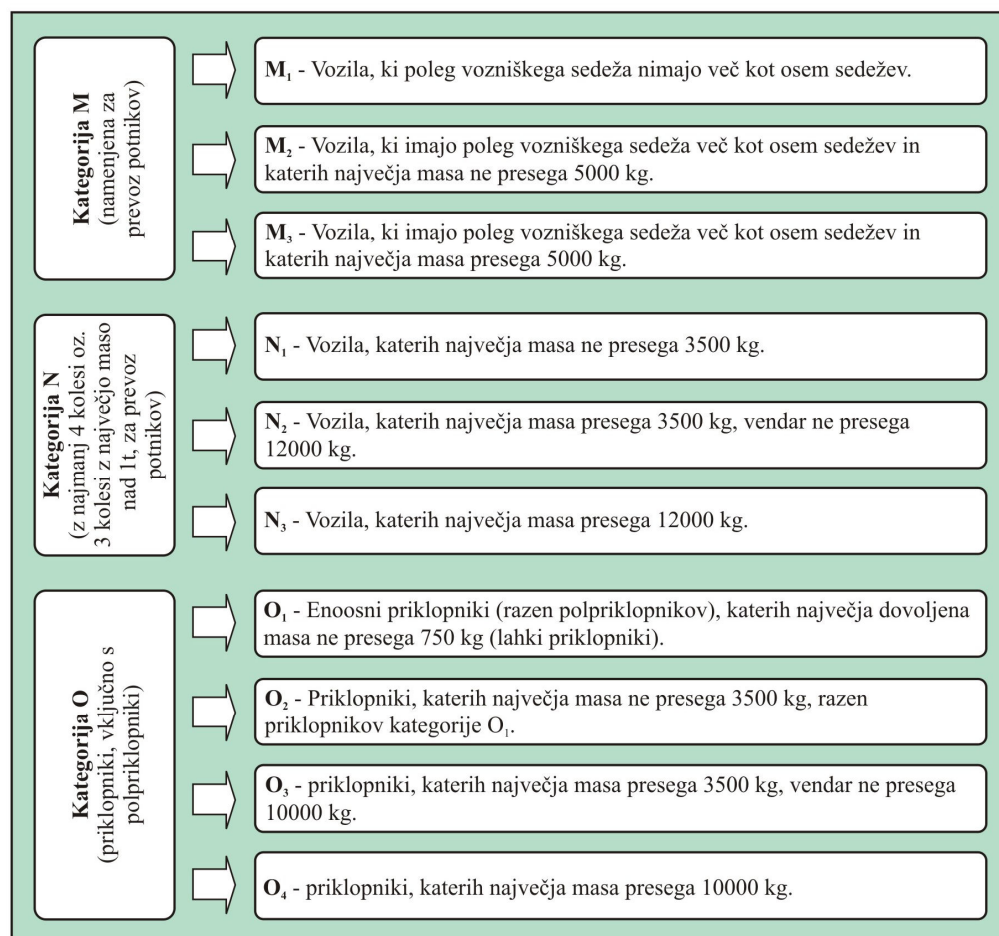 Kategorija M
(namenjena za
prevoz potnikov)
M₁ - Vozila, ki poleg vozniškega sedeža nimajo več kot osem sedežev.
M₂ - Vozila, ki imajo poleg vozniškega sedeža več kot osem sedežev in
katerih največja masa ne presega 5000 kg.
M₃ - Vozila, ki imajo poleg vozniškega sedeža več kot osem sedežev in
katerih največja masa presega 5000 kg.
Kategorija N
(z najmanj 4 kolesi oz.
3 kolesi z največjo maso
nad 1t, za prevoz
potnikov)
N₁ - Vozila, katerih največja masa ne presega 3500 kg.
N₂ - Vozila, katerih največja masa presega 3500 kg, vendar ne presega
12000 kg.
N₃ - Vozila, katerih največja masa presega 12000 kg.
Kategorija O
(priklopniki, vključno s
polpriklopniki)
O₁ - Enoosni priklopniki (razen polpriklopnikov), katerih največja dovoljena
masa ne presega 750 kg (lahki priklopniki).
O₂ - Priklopniki, katerih največja masa ne presega 3500 kg, razen
priklopnikov kategorije O₁.
O₃ - priklopniki, katerih največja masa presega 3500 kg, vendar ne presega
10000 kg.
O₄ - priklopniki, katerih največja masa presega 10000 kg.